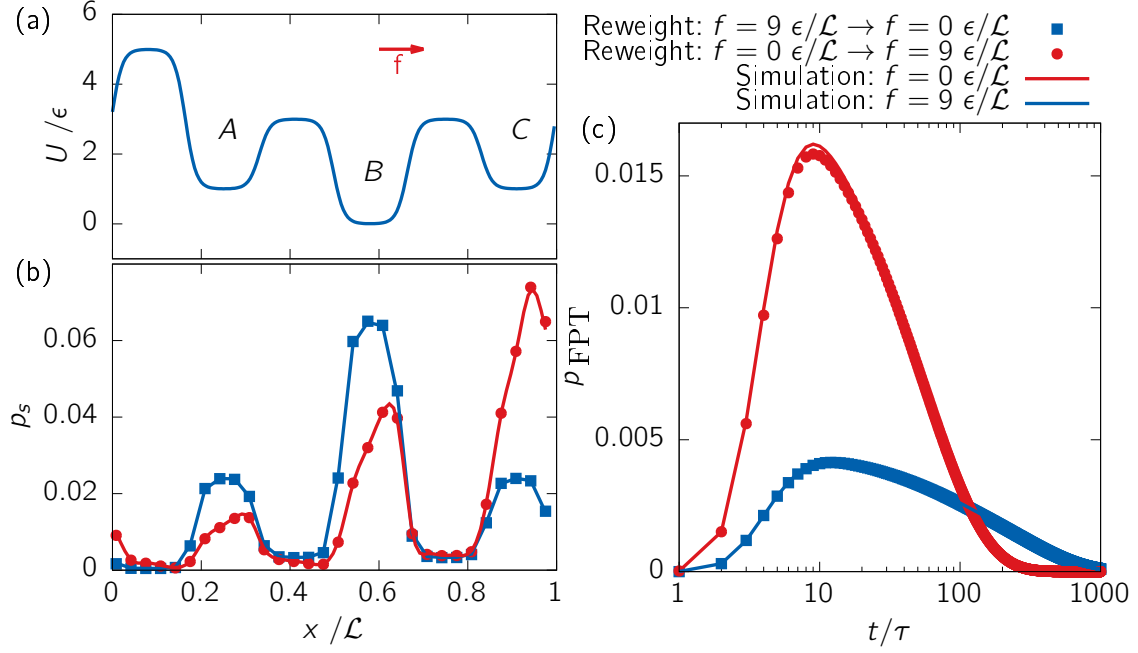 (a)
6
4
2
0
U /ϵ
f
A
B
C
(b)
0.06
0.04
0.02
0
p_s
0
0.2
0.4
0.6
0.8
1
x /ℒ
Reweight: f = 9 ϵ/ℒ → f = 0 ϵ/ℒ
Reweight: f = 0 ϵ/ℒ → f = 9 ϵ/ℒ
Simulation: f = 0 ϵ/ℒ
Simulation: f = 9 ϵ/ℒ
(c)
0.015
0.01
0.005
0
p_FPT
1
10
100
1000
t/τ